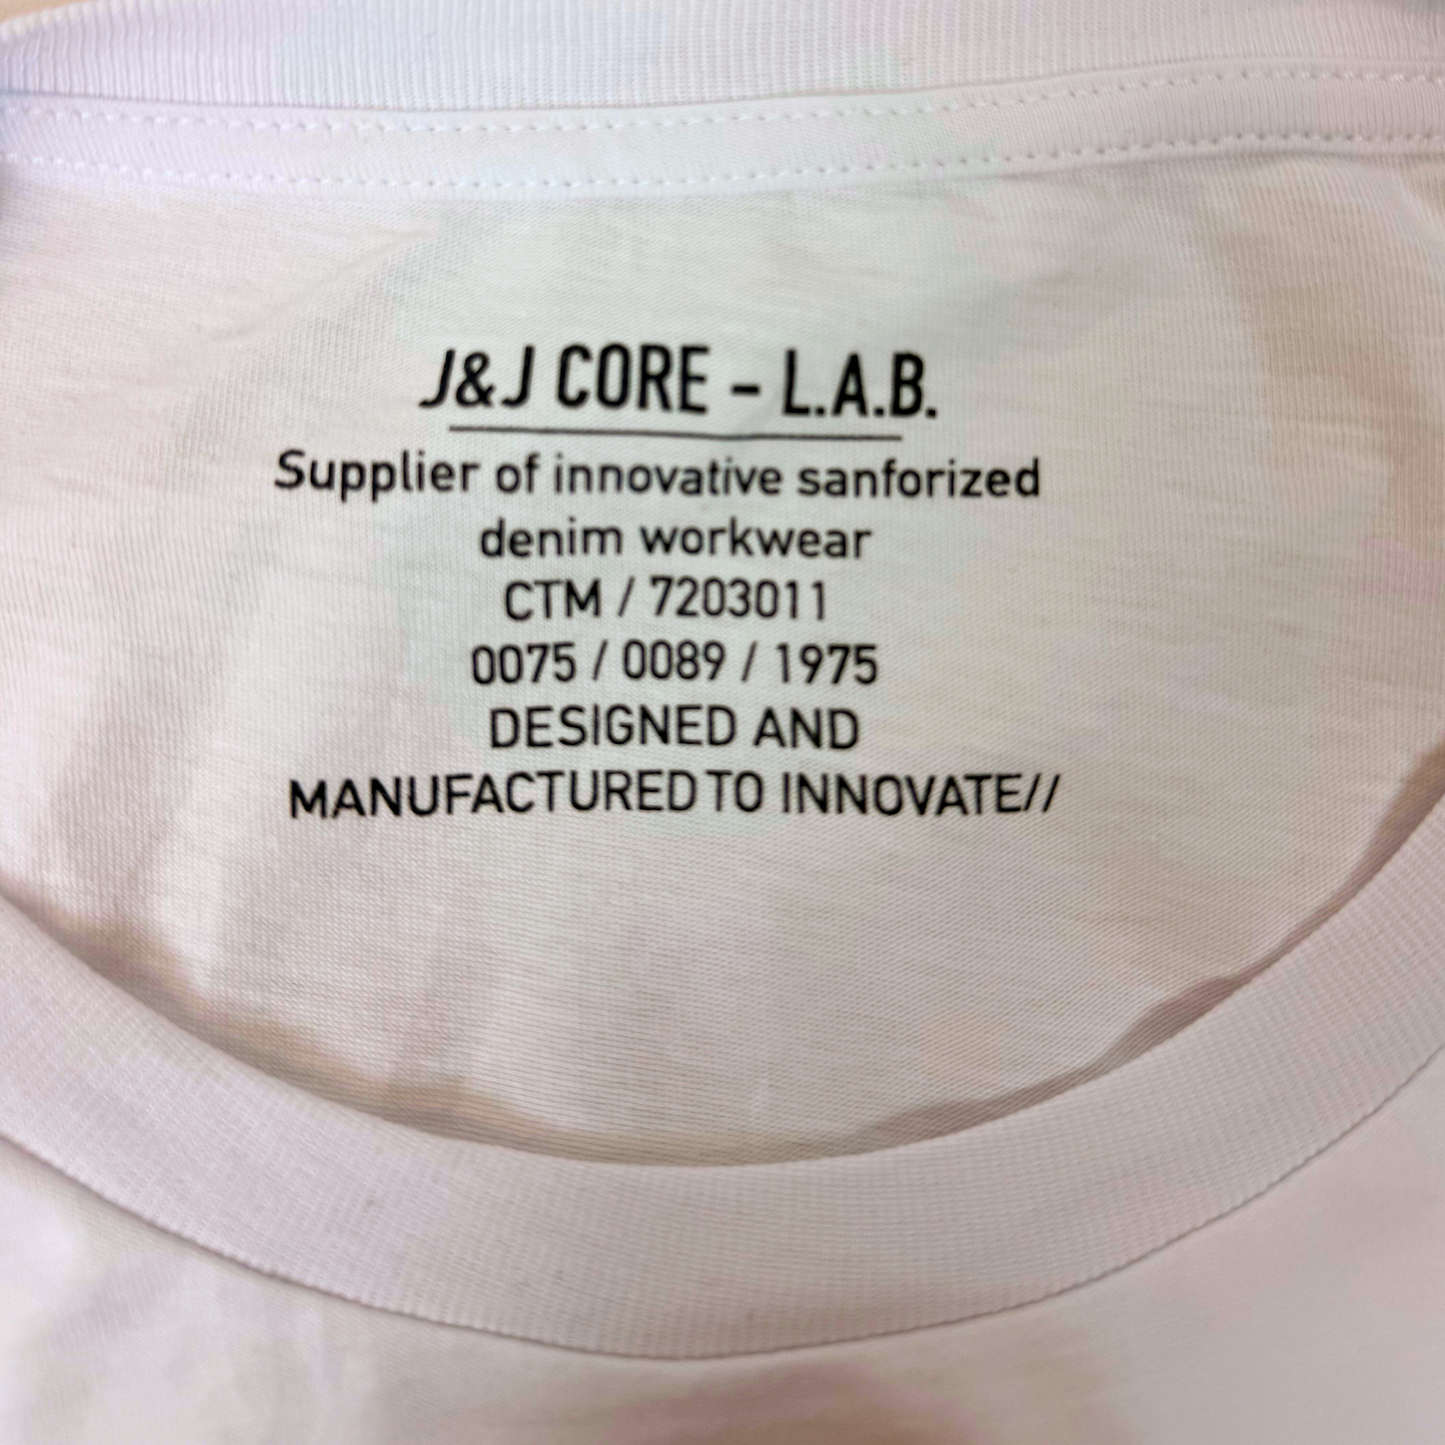 J&J CORE - L.A.B.
Supplier of innovative sanforized
denim workwear
CTM / 7203011
0075 / 0089 / 1975
DESIGNED AND
MANUFACTURED TO INNOVATE//